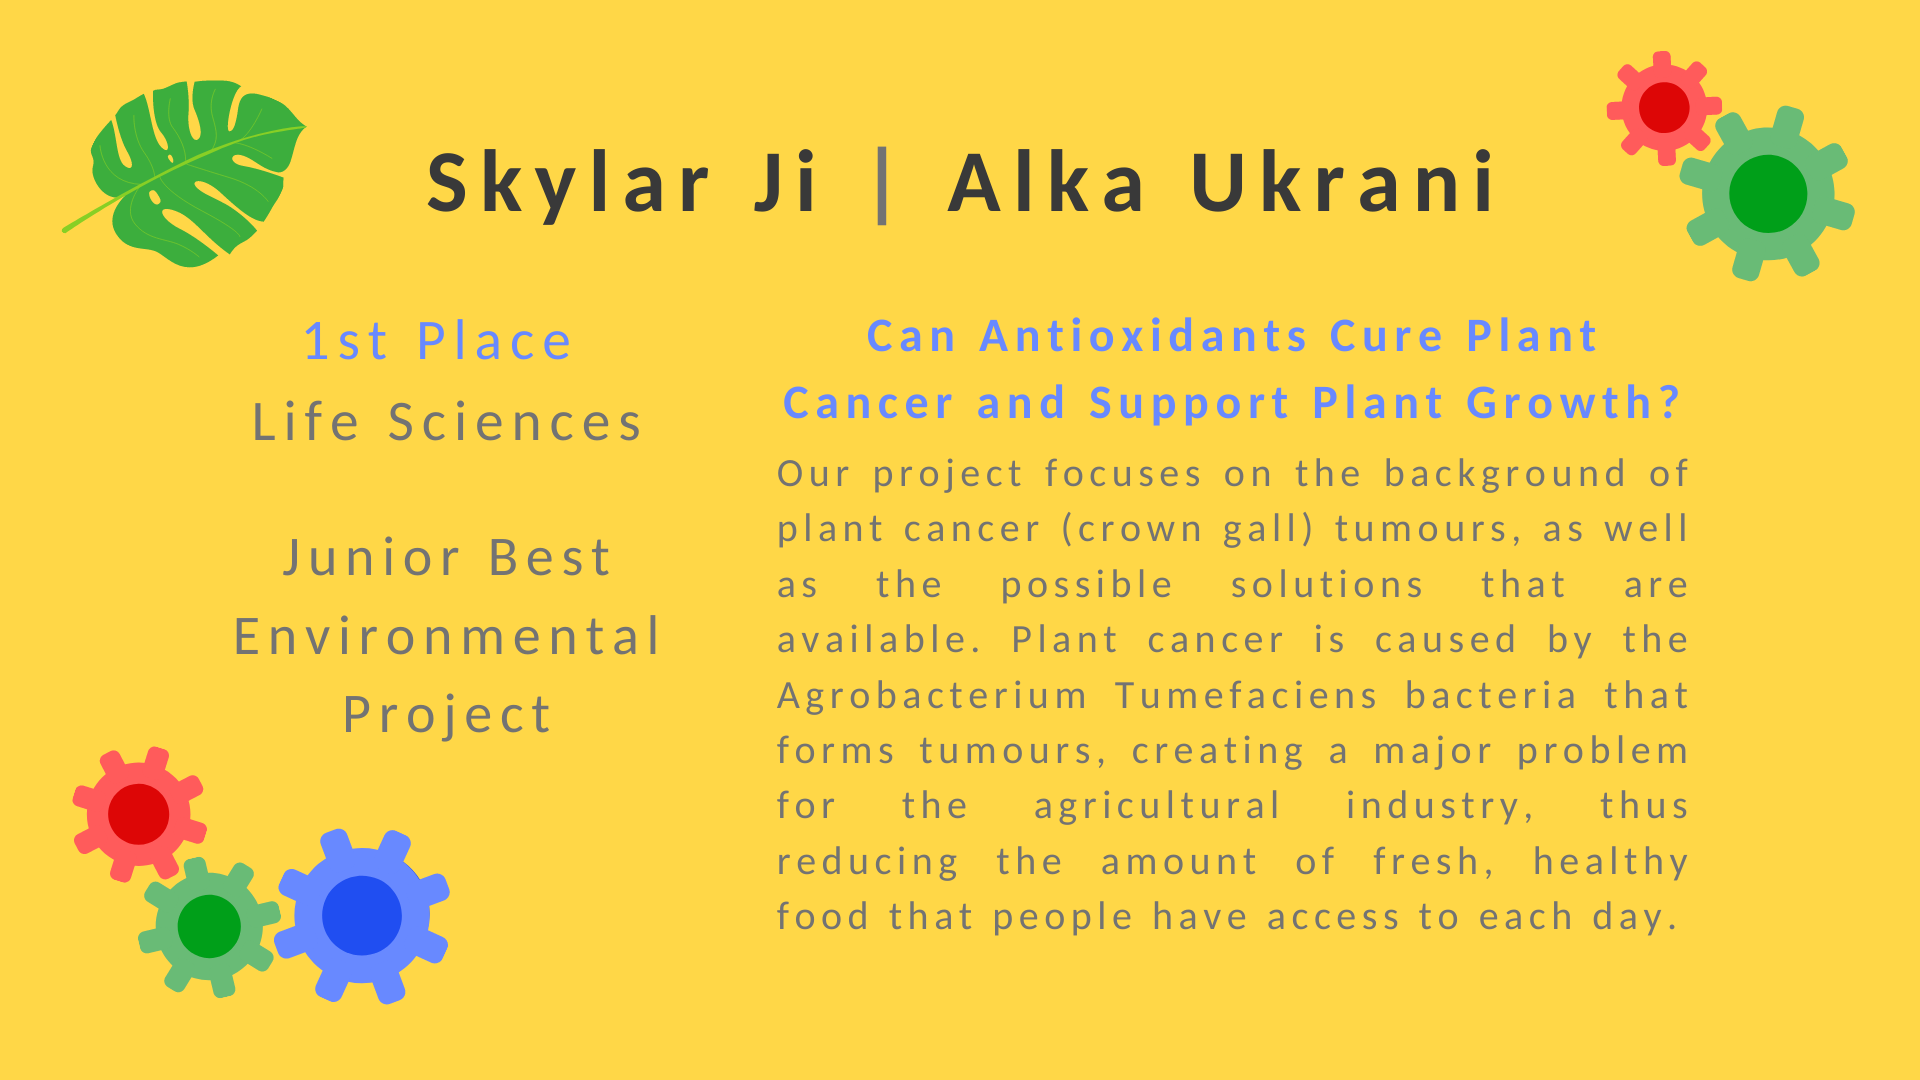 Skylar Ji | Alka Ukrani
1st Place
Life Sciences
Junior Best
Environmental
Project
Can Antioxidants Cure Plant
Cancer and Support Plant Growth?
Our project focuses on the background of
plant cancer (crown gall) tumours, as well
as the possible solutions that are
available. Plant cancer is caused by the
Agrobacterium Tumefaciens bacteria that
forms tumours, creating a major problem
for the agricultural industry, thus
reducing the amount of fresh, healthy
food that people have access to each day.